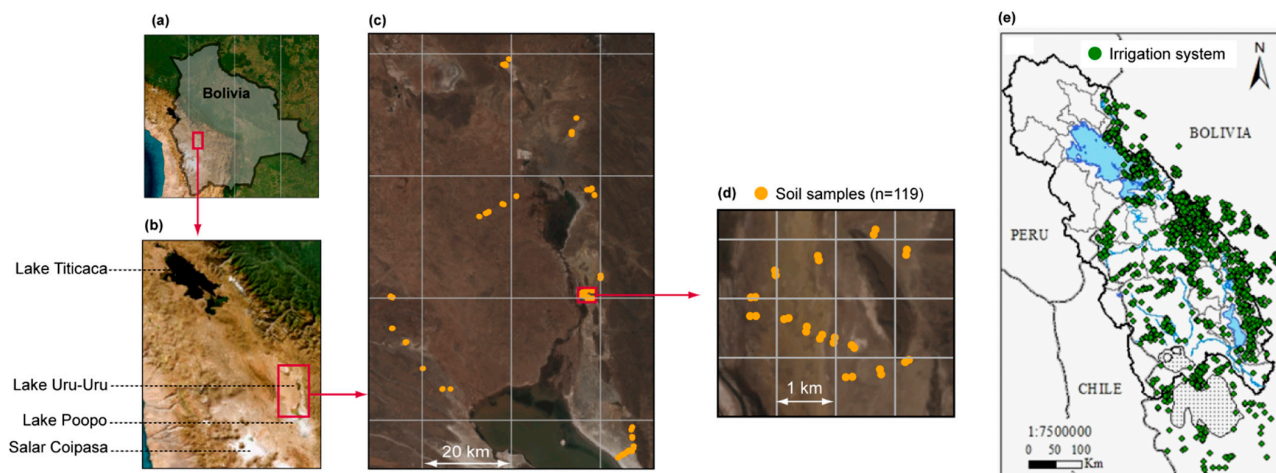 (a)
Bolivia
(b)
Lake Titicaca
Lake Uru-Uru
Lake Poopo
Salar Coipasa
(c)
20 km
(d)
Soil samples (n=119)
1 km
(e)
Irrigation system
N
BOLIVIA
PERU
CHILE
1:7500000
0 50 100
Km